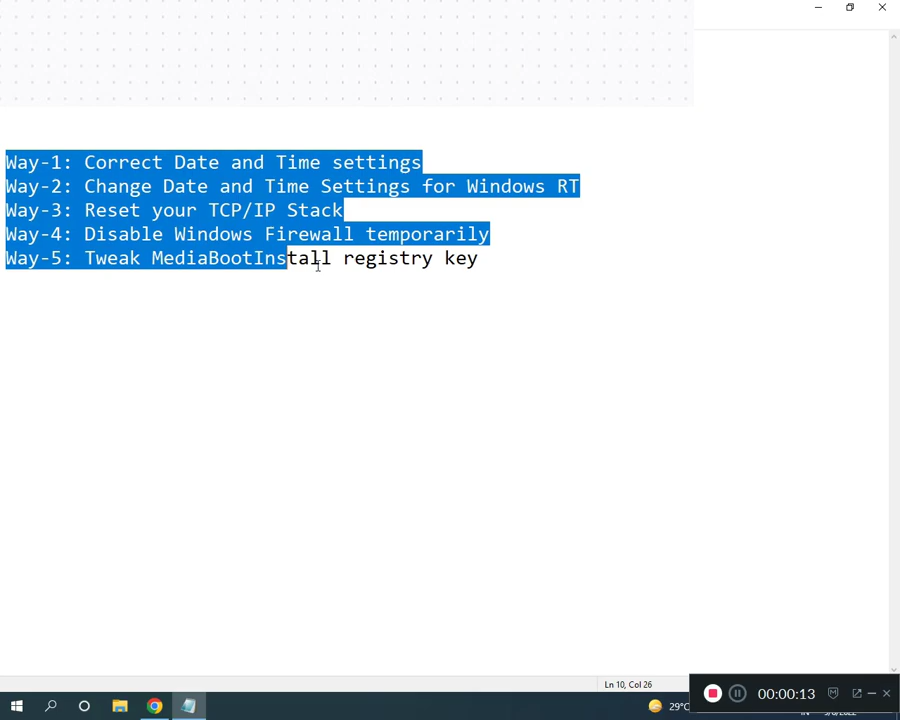 Way-1: Correct Date and Time settings
Way-2: Change Date and Time Settings for Windows RT
Way-3: Reset your TCP/IP Stack
Way-4: Disable Windows Firewall temporarily
Way-5: Tweak MediaBootInstall registry key
Ln 10, Col 26
00:00:13
29°C